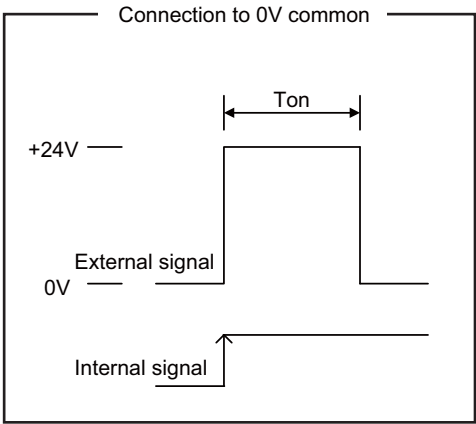 Connection to 0V common
Ton
+24V
External signal
0V
Internal signal